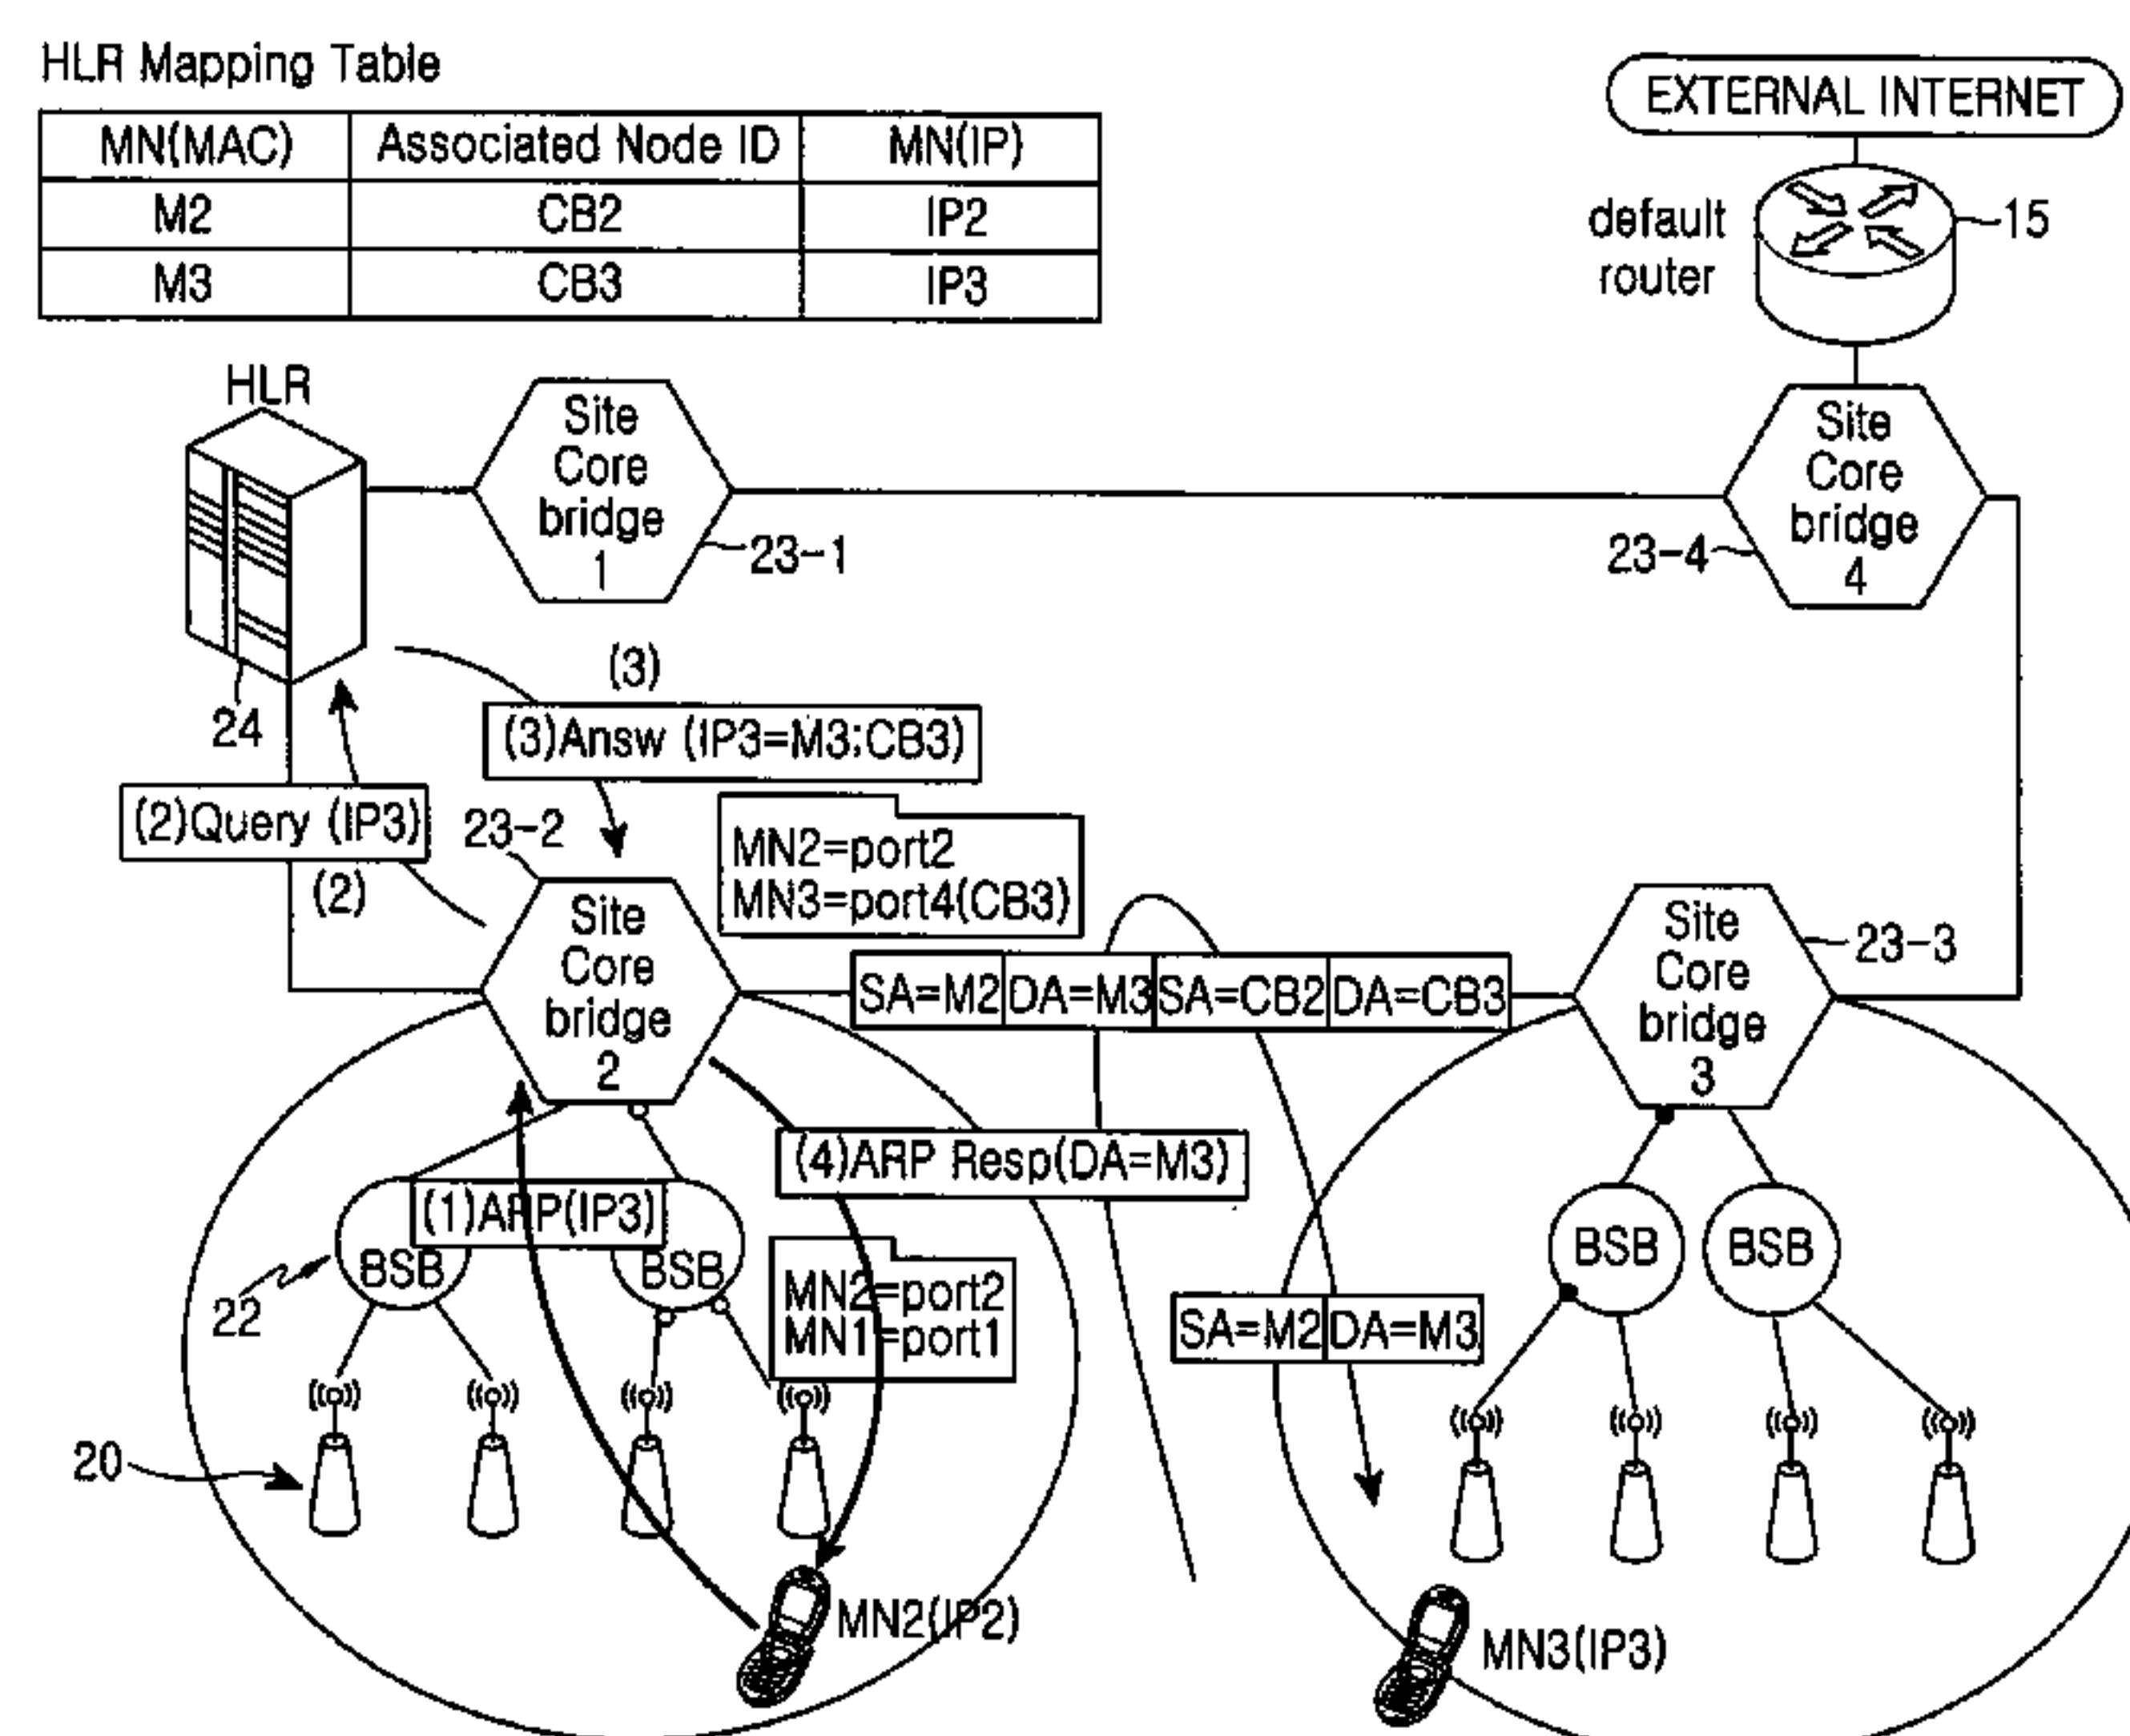 HLR Mapping Table
MN(MAC) Associated Node ID MN(IP)
M2 CB2 IP2
M3 CB3 IP3
EXTERNAL INTERNET
default
router
15
HLR
24
Site
Core
bridge
1
23-1
Site
Core
bridge
4
23-4
(3)
(3)Answ (IP3=M3;CB3)
(2)Query (IP3)
(2)
23-2
MN2=port2
MN3=port4(CB3)
Site
Core
bridge
2
SA=M2 DA=M3 SA=CB2 DA=CB3
Site
Core
bridge
3
23-3
(4)ARP Resp(DA=M3)
(1)ARP(IP3)
BSB
BSB
22
MN2=port2
MN1=port1
BSB
BSB
SA=M2 DA=M3
20
MN2(IP2)
MN3(IP3)